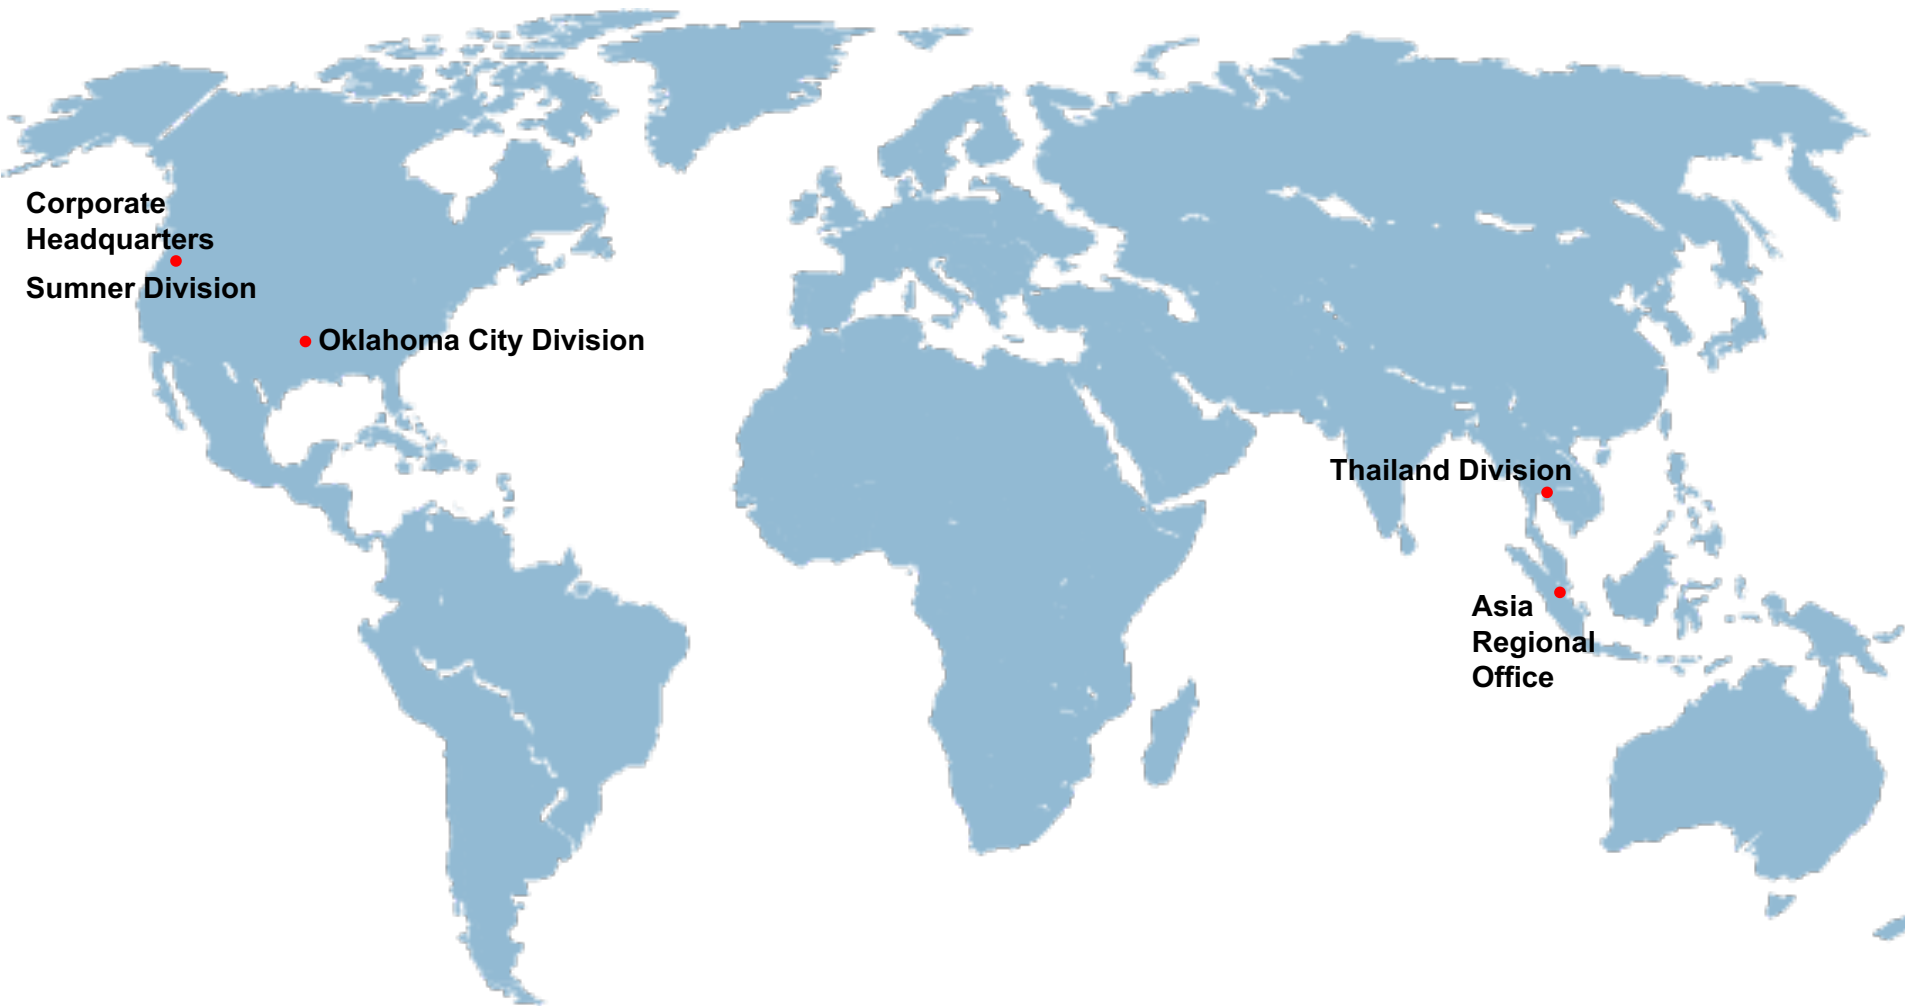 Corporate
Headquarters
Sumner Division
Oklahoma City Division
Thailand Division
Asia
Regional
Office